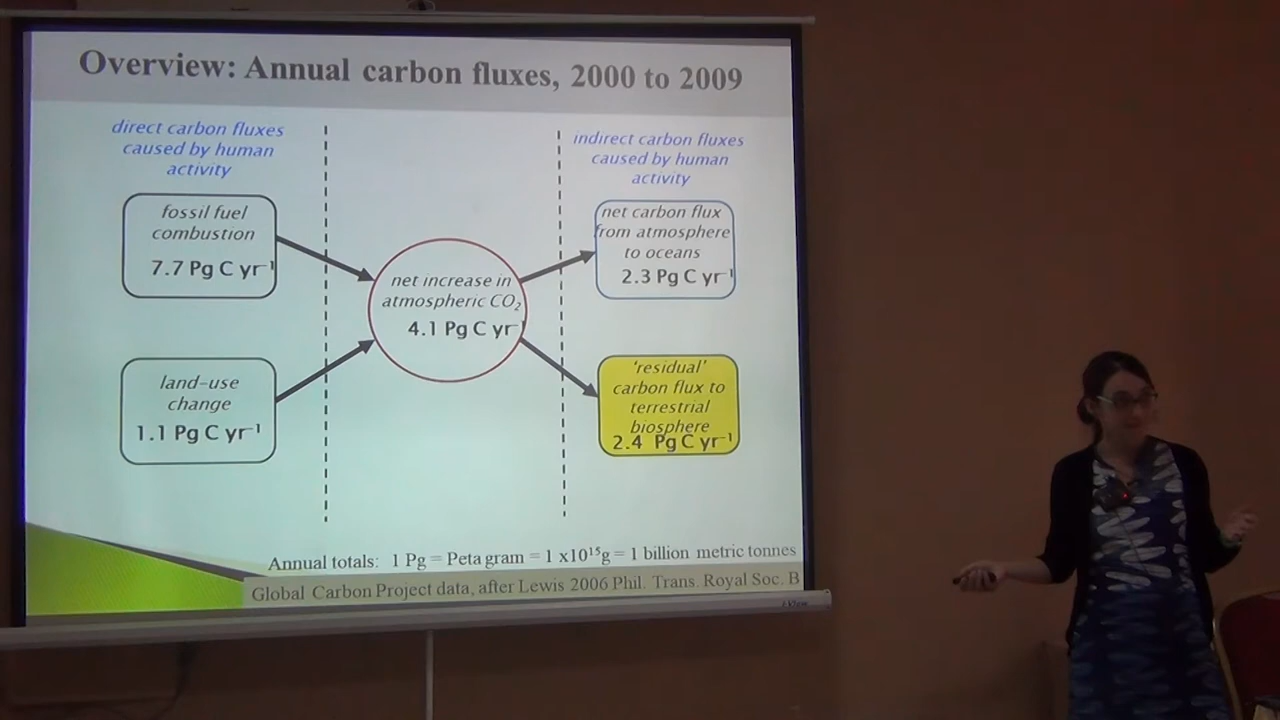 Overview: Annual carbon fluxes, 2000 to 2009
direct carbon fluxes
caused by human
activity
indirect carbon fluxes
caused by human
activity
fossil fuel
combustion
7.7 Pg C yr⁻¹
net carbon flux
from atmosphere
to oceans
2.3 Pg C yr⁻¹
net increase in
atmospheric CO₂
4.1 Pg C yr⁻¹
land-use
change
1.1 Pg C yr⁻¹
'residual'
carbon flux to
terrestrial
biosphere
2.4 Pg C yr⁻¹
Annual totals: 1 Pg = Peta gram = 1 x10¹⁵g = 1 billion metric tonnes
Global Carbon Project data, after Lewis 2006 Phil. Trans. Royal Soc. B